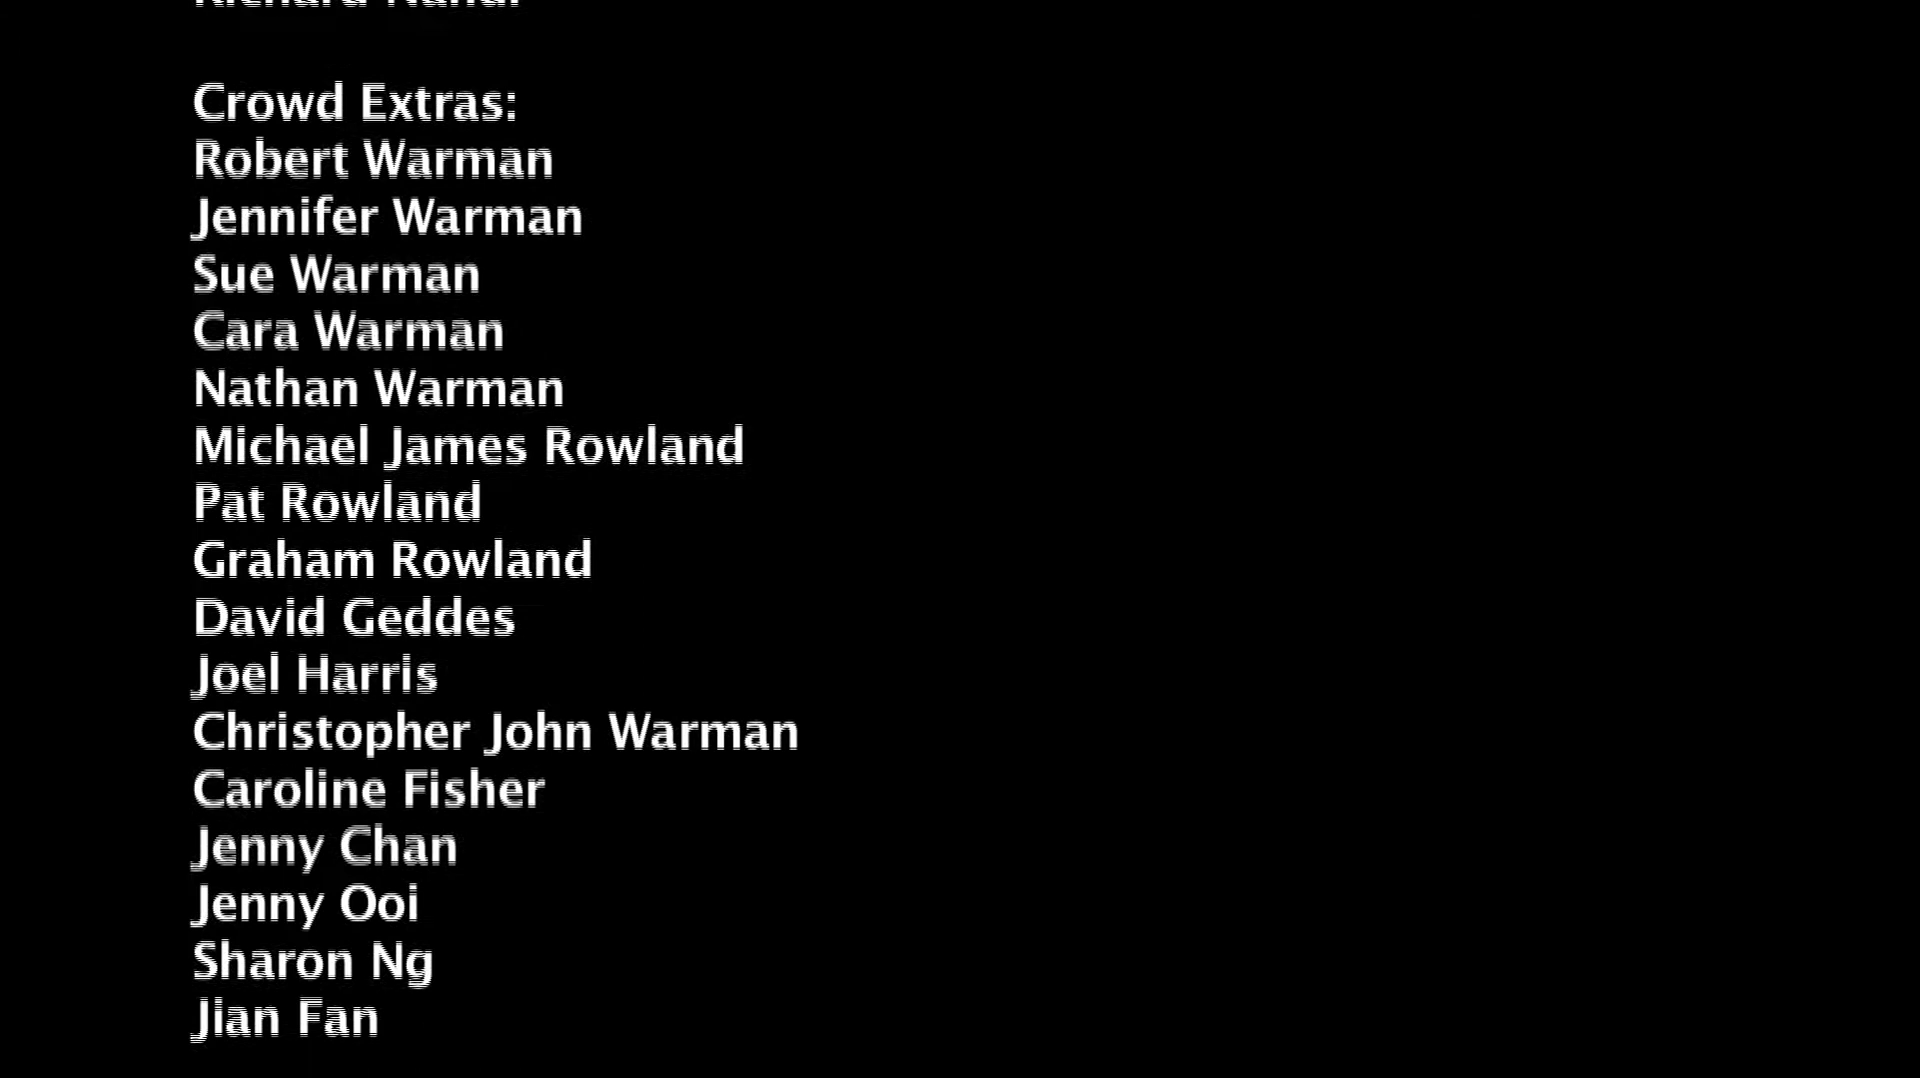 Crowd Extras:
Robert Warman
Jennifer Warman
Sue Warman
Cara Warman
Nathan Warman
Michael James Rowland
Pat Rowland
Graham Rowland
David Geddes
Joel Harris
Christopher John Warman
Caroline Fisher
Jenny Chan
Jenny Ooi
Sharon Ng
Jian Fan